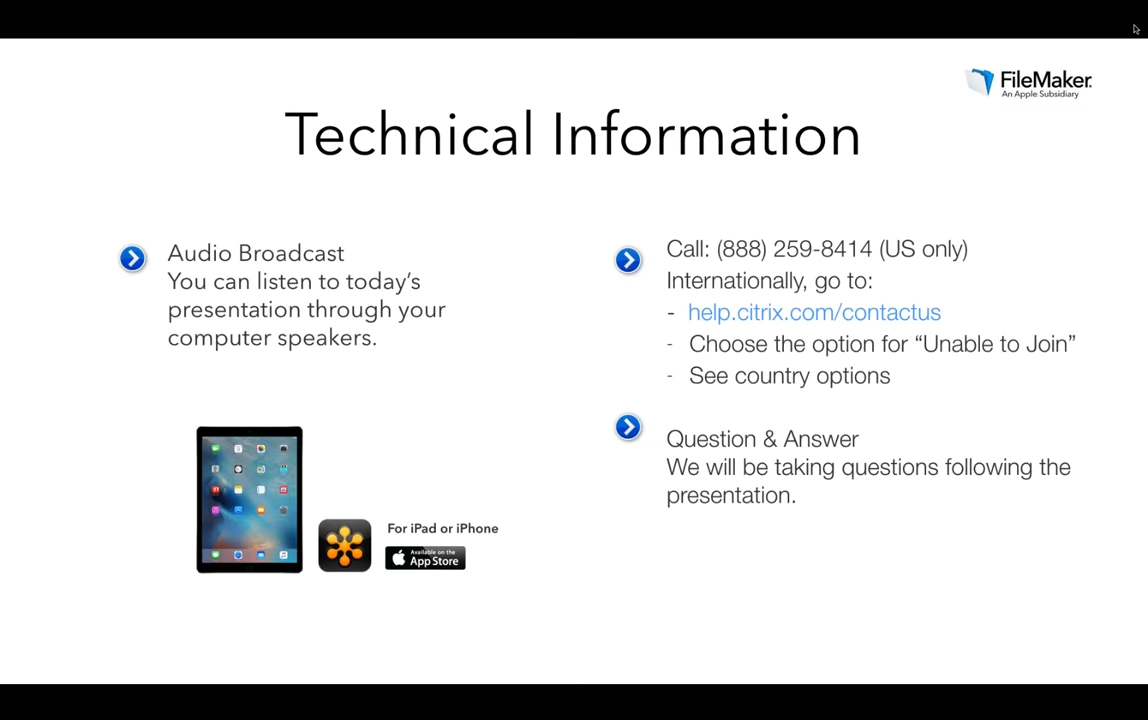 FileMaker.
An Apple Subsidiary
Technical Information
Audio Broadcast
You can listen to today’s
presentation through your
computer speakers.
For iPad or iPhone
Available on the
App Store
Call: (888) 259-8414 (US only)
Internationally, go to:
- help.citrix.com/contactus
- Choose the option for “Unable to Join”
- See country options
Question & Answer
We will be taking questions following the
presentation.